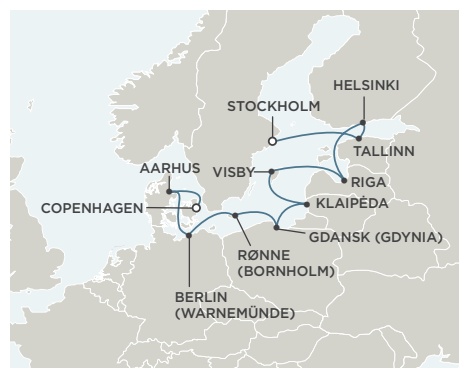 HELSINKI
STOCKHOLM
TALLINN
AARHUS
VISBY
RIGA
COPENHAGEN
KLAIPĖDA
GDANSK (GDYNIA)
RØNNE
(BORNHOLM)
BERLIN
(WARNEMÜNDE)